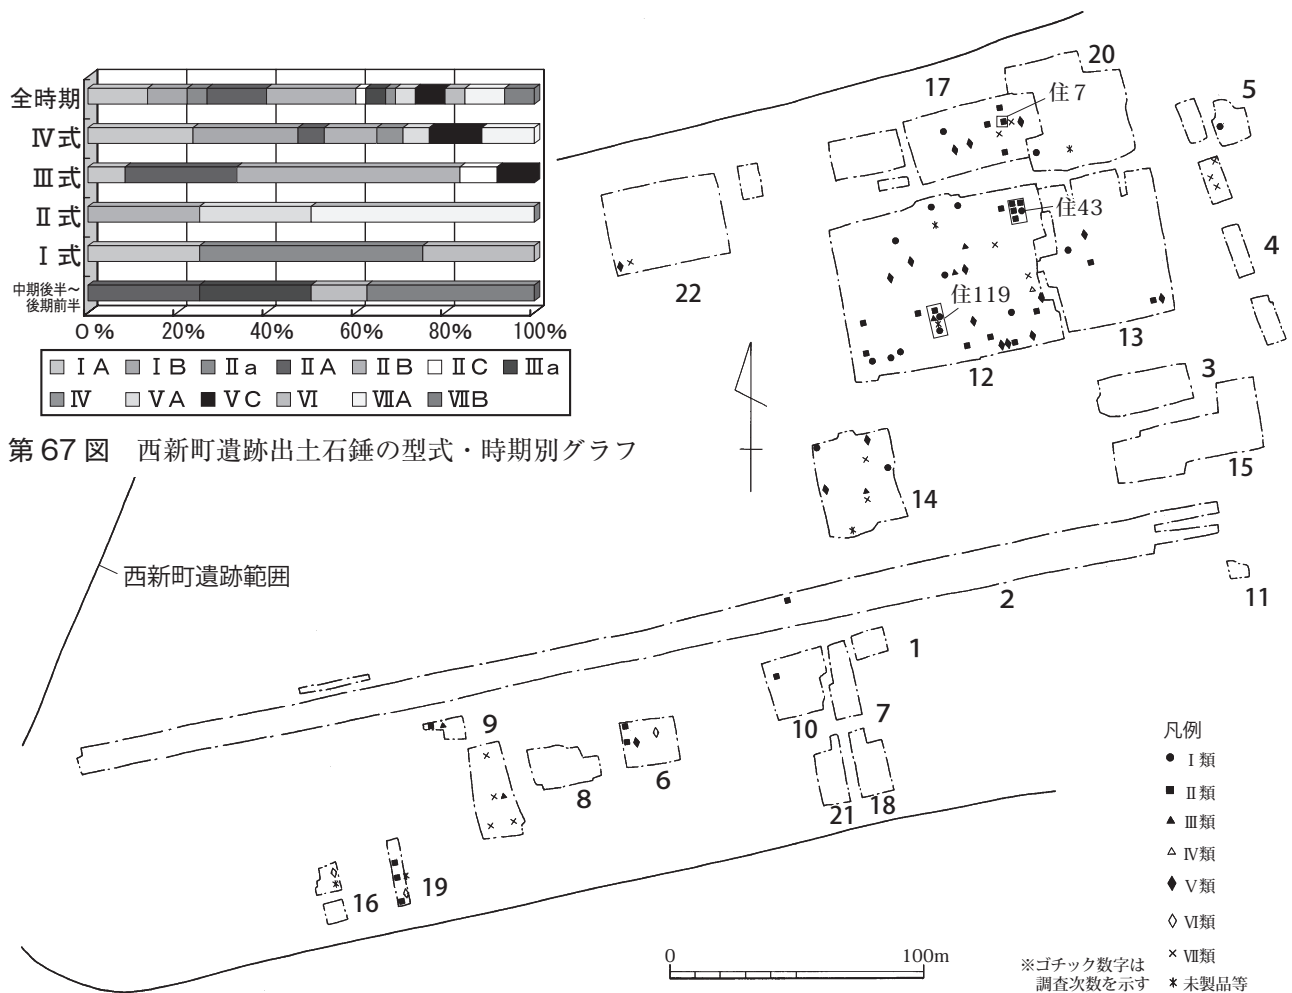 全時期
Ⅳ式
Ⅲ式
Ⅱ式
Ⅰ式
中期後半~
後期前半
0% 20% 40% 60% 80% 100%
ⅠA ⅠB Ⅱa ⅡA ⅡB ⅡC Ⅲa
Ⅳ ⅤA ⅤC Ⅵ ⅦA ⅦB
第67図 西新町遺跡出土石錘の型式・時期別グラフ
西新町遺跡範囲
20
17
住7
5
住43
4
22
住119
13
12
3
15
14
2
11
1
10
7
9
6
8
21
18
16
19
0 100m
凡例
Ⅰ類
Ⅱ類
Ⅲ類
Ⅳ類
Ⅴ類
Ⅵ類
Ⅶ類
未製品等
※ゴチック数字は
調査次数を示す